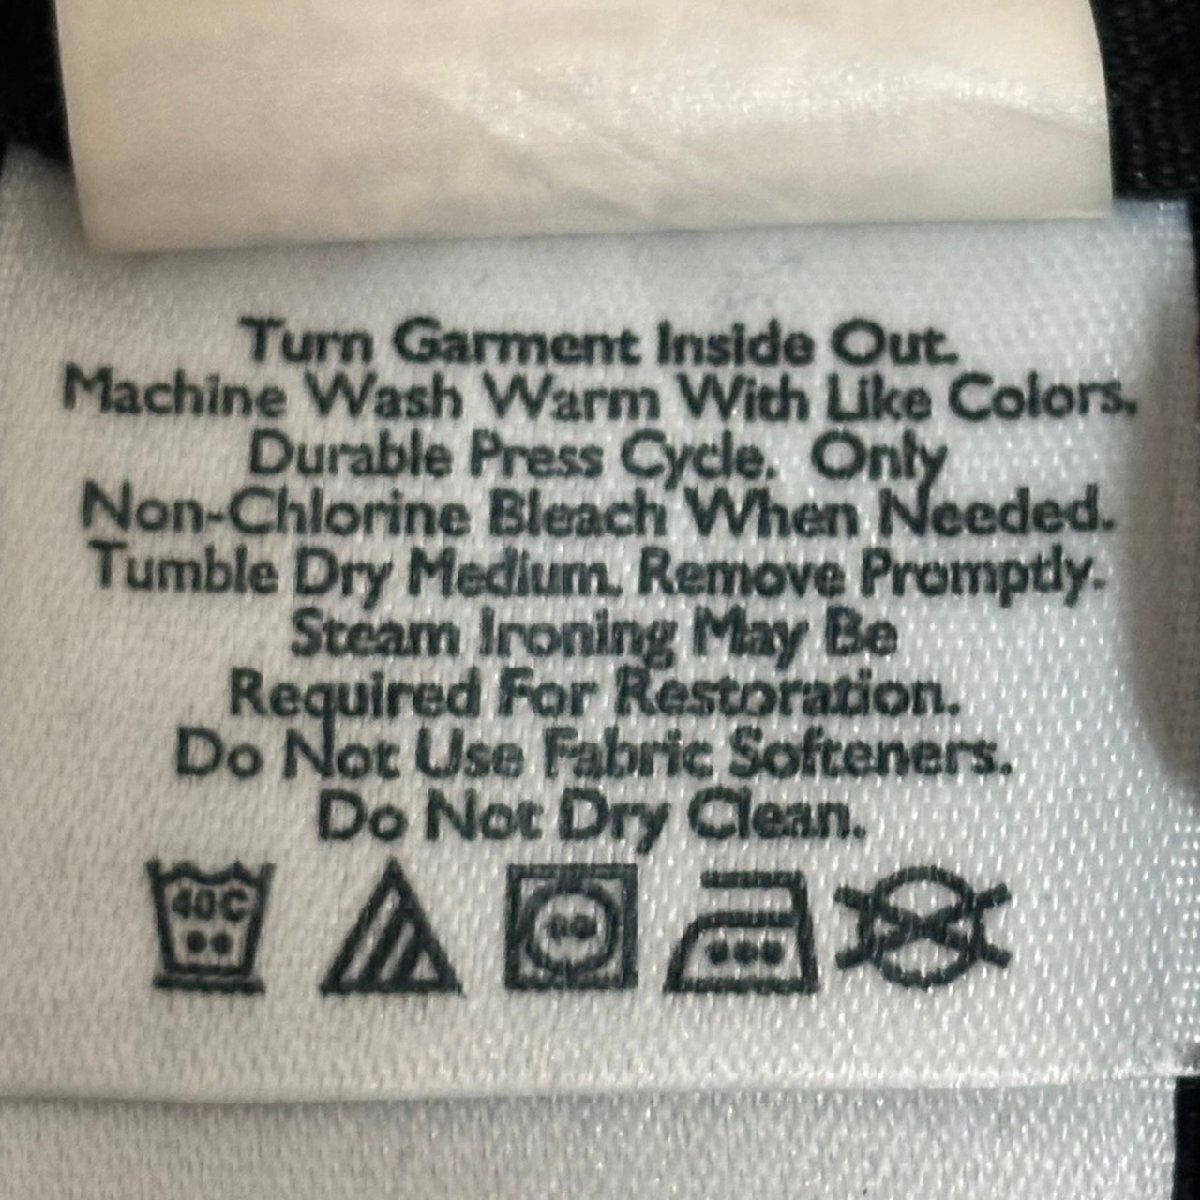 Turn Garment Inside Out.
Machine Wash Warm With Like Colors.
Durable Press Cycle. Only
Non-Chlorine Bleach When Needed.
Tumble Dry Medium. Remove Promptly.
Steam Ironing May Be
Required For Restoration.
Do Not Use Fabric Softeners.
Do Not Dry Clean.
40C